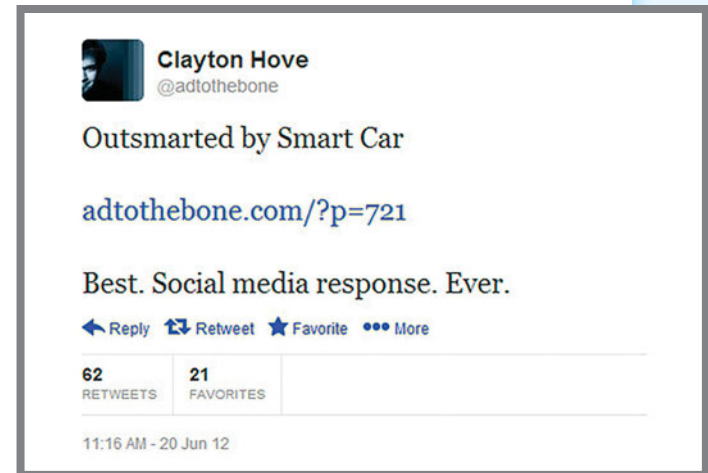 Clayton Hove
@adtothebone
Outsmarted by Smart Car
adtothebone.com/?p=721
Best. Social media response. Ever.
Reply Retweet Favorite More
62 21
RETWEETS FAVORITES
11:16 AM - 20 Jun 12